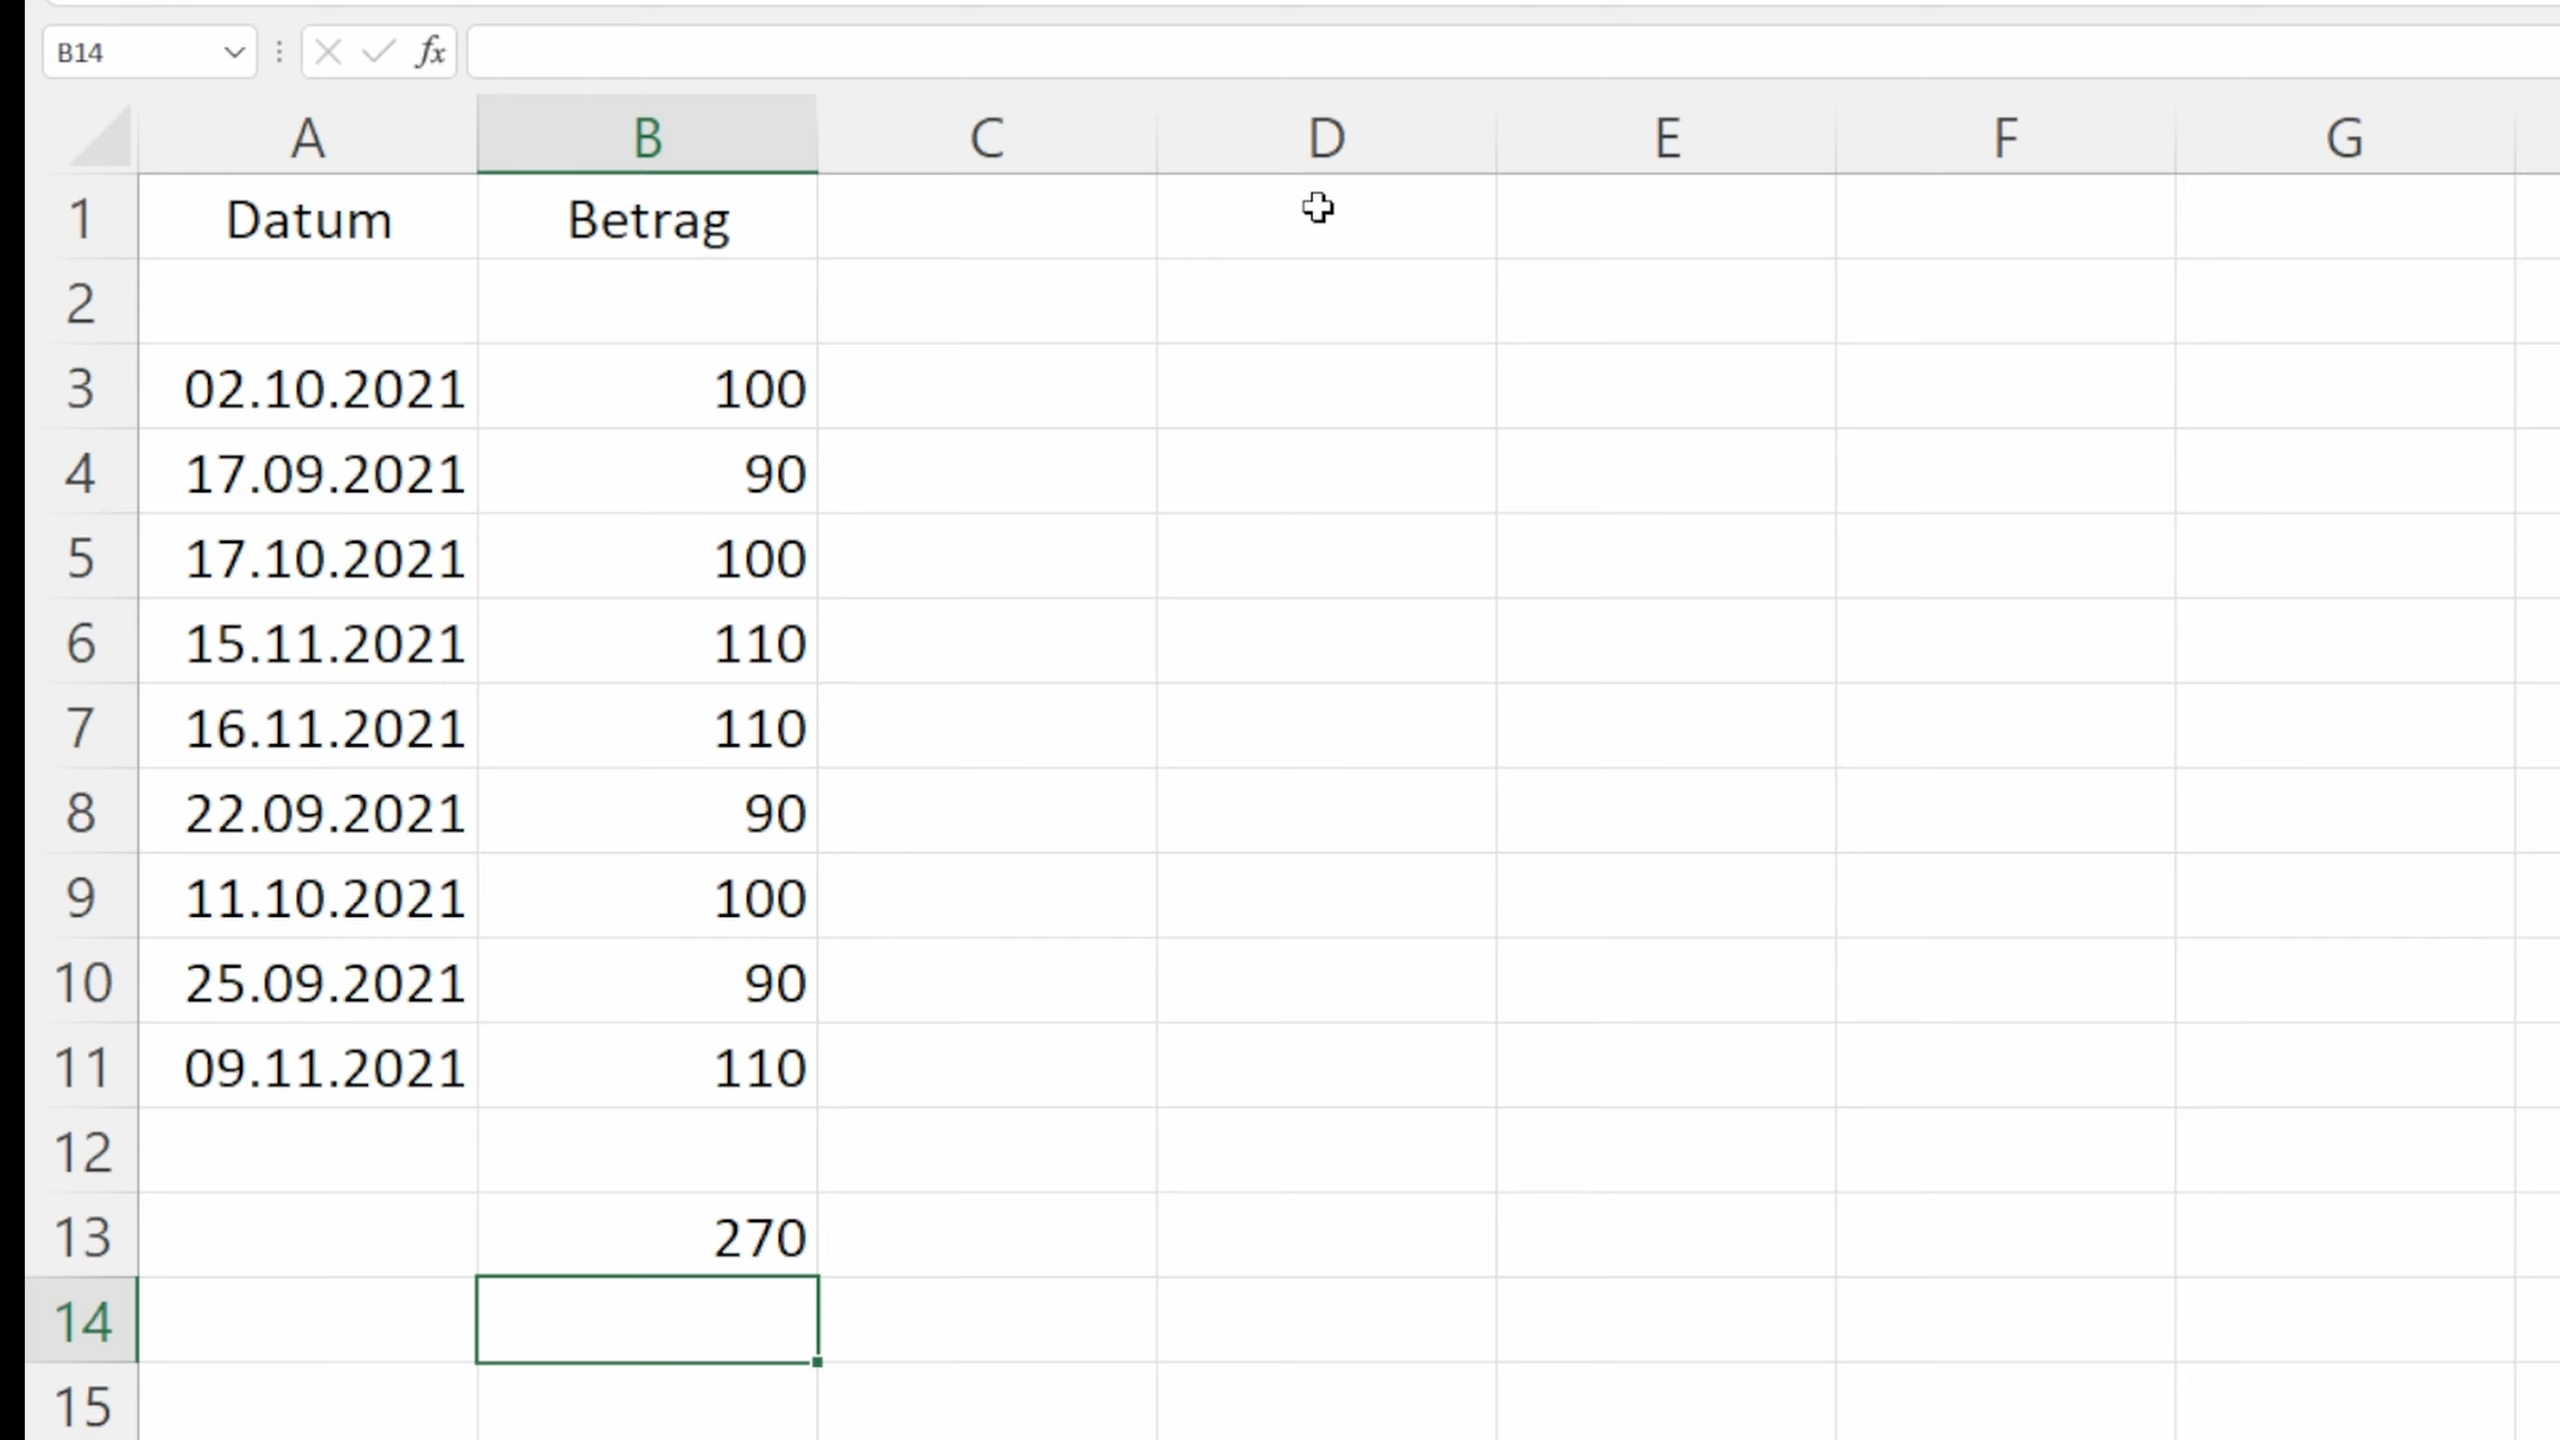 B14 fx
A B C D E F G
1 Datum Betrag
2
3 02.10.2021 100
4 17.09.2021 90
5 17.10.2021 100
6 15.11.2021 110
7 16.11.2021 110
8 22.09.2021 90
9 11.10.2021 100
10 25.09.2021 90
11 09.11.2021 110
12
13 270
14
15